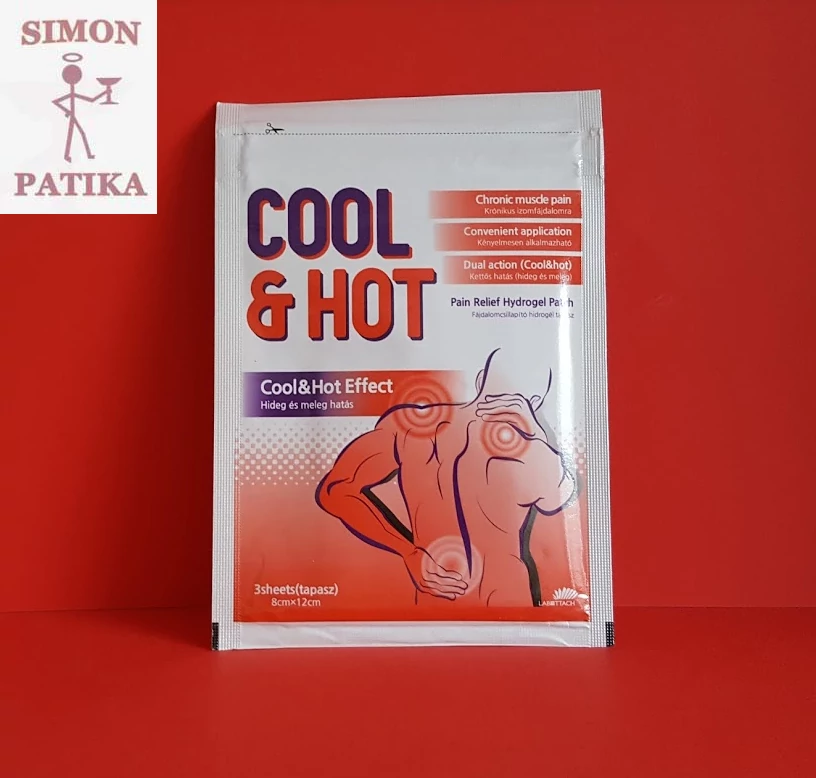 SIMON
PATIKA
COOL
& HOT
Chronic muscle pain
Krónikus izomfájdalomra
Convenient application
Kényelmesen alkalmazható
Dual action (Cool&hot)
Kettős hatás (hideg és meleg)
Pain Relief Hydrogel Patch
Fájdalomcsillapító hidrogél tapasz
Cool&Hot Effect
Hideg és meleg hatás
3sheets(tapasz)
8cm×12cm